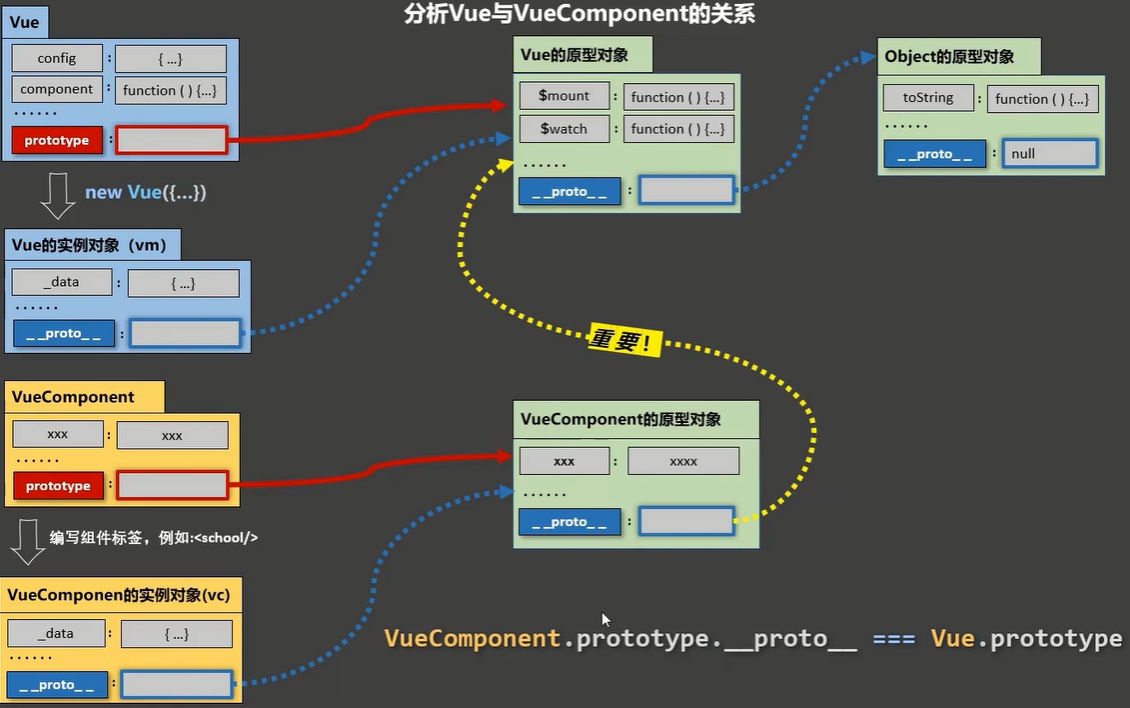 分析Vue与VueComponent的关系
Vue
config : { ...}
component : function ( ) {...}
······
prototype :
new Vue({...})
Vue的实例对象（vm）
_data : { ...}
······
_ _proto_ _ :
VueComponent
xxx : xxx
······
prototype :
编写组件标签，例如:<school/>
VueComponen的实例对象(vc)
_data : { ...}
······
_ _proto_ _ :
Vue的原型对象
$mount : function ( ) {...}
$watch : function ( ) {...}
······
_ _proto_ _ :
Object的原型对象
toString : function ( ) {...}
······
_ _proto_ _ : null
重要！
VueComponent的原型对象
xxx : xxxx
······
_ _proto_ _ :
VueComponent.prototype.__proto__ === Vue.prototype